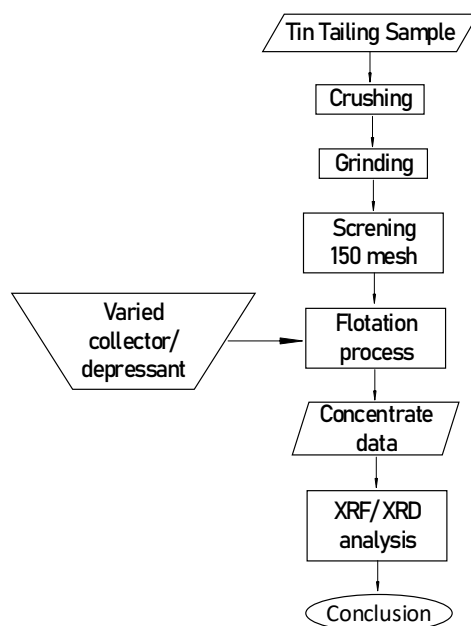 Tin Tailing Sample
Crushing
Grinding
Screning
150 mesh
Varied
collector/
depressant
Flotation
process
Concentrate
data
XRF/XRD
analysis
Conclusion